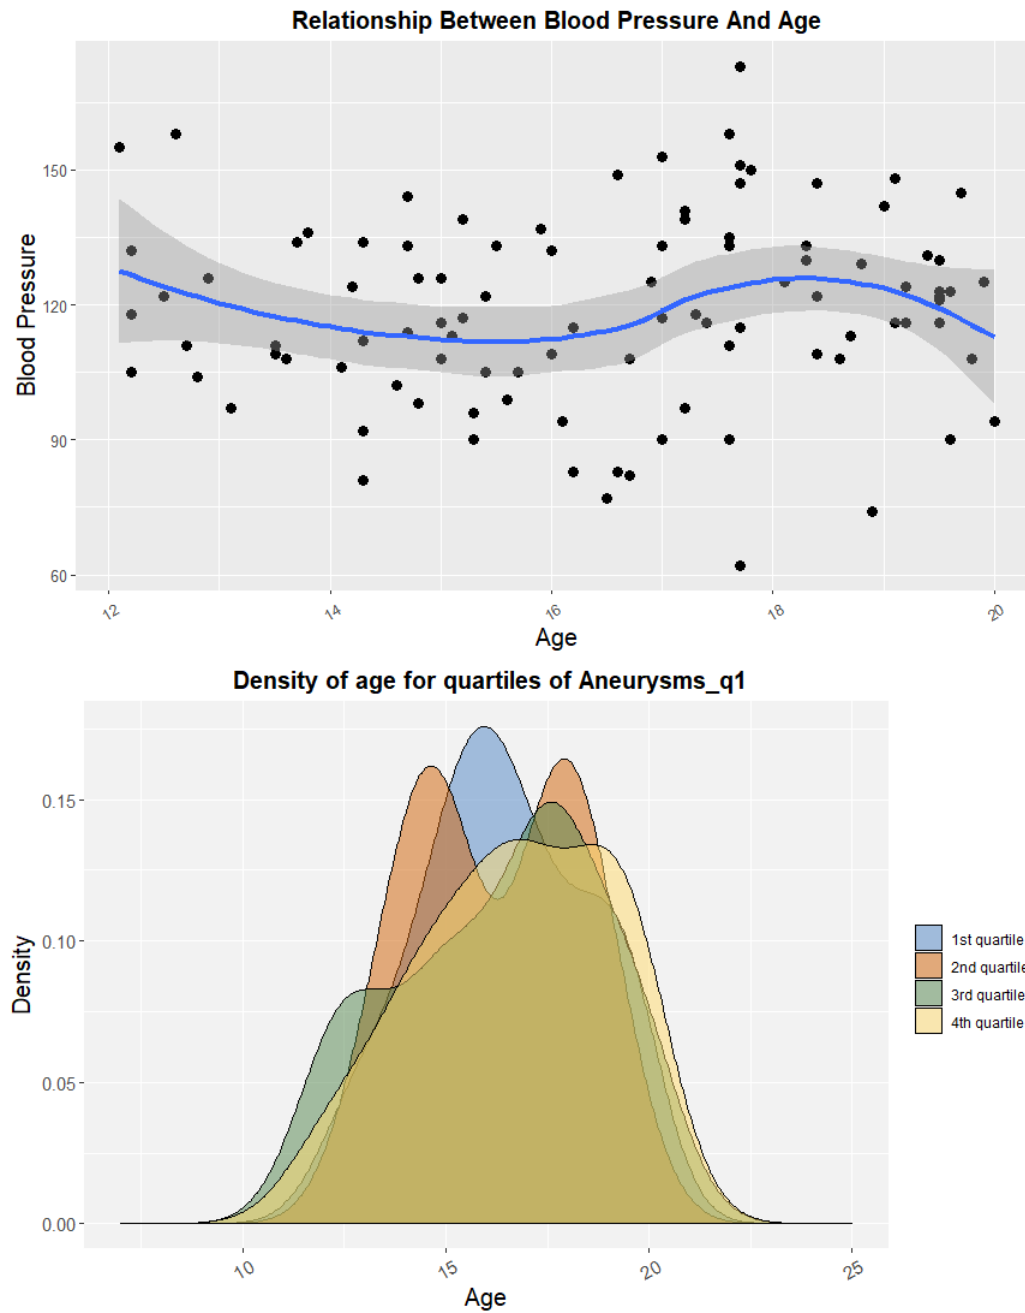 Relationship Between Blood Pressure And Age
Blood Pressure
150
120
90
60
12
14
16
18
20
Age
Density of age for quartiles of Aneurysms_q1
Density
0.15
0.10
0.05
0.00
10
15
20
25
Age
1st quartile
2nd quartile
3rd quartile
4th quartile